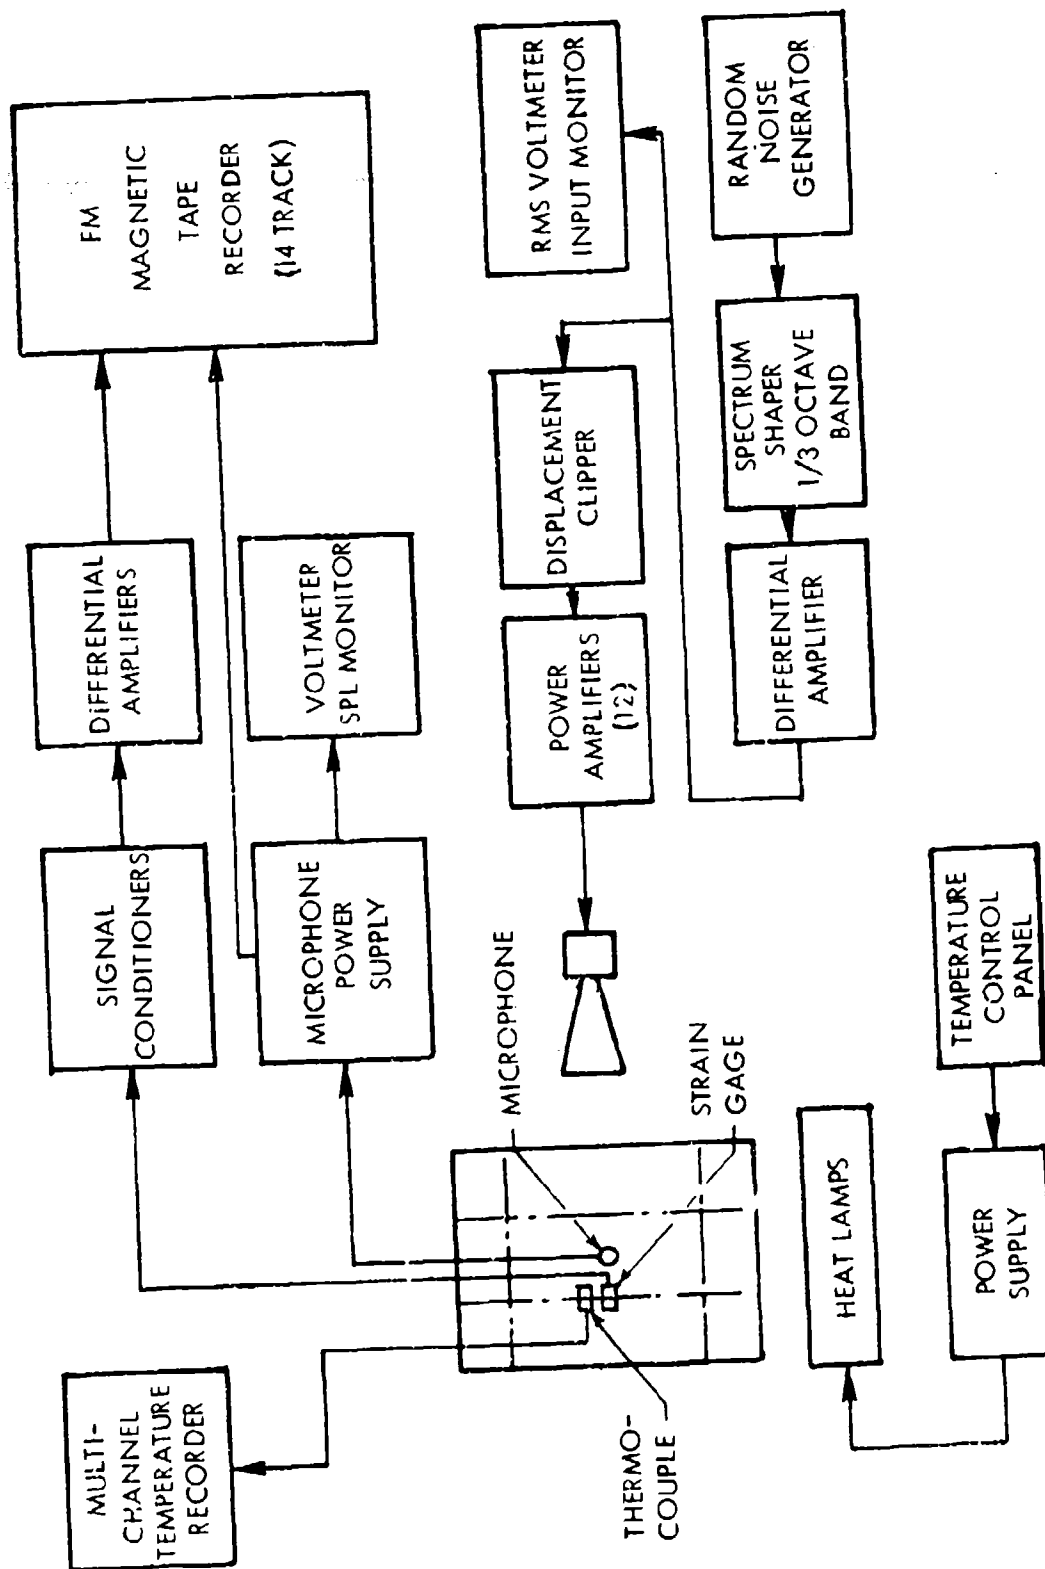 MULTI-
CHANNEL
TEMPERATURE
RECORDER
SIGNAL
CONDITIONERS
DIFFERENTIAL
AMPLIFIERS
FM
MAGNETIC
TAPE
RECORDER
(14 TRACK)
MICROPHONE
POWER
SUPPLY
VOLTMETER
SPL MONITOR
MICROPHONE
THERMO-
COUPLE
STRAIN
GAGE
POWER
AMPLIFIERS
(12)
DISPLACEMENT
CLIPPER
RMS VOLTMETER
INPUT MONITOR
DIFFERENTIAL
AMPLIFIER
SPECTRUM
SHAPER
1/3 OCTAVE
BAND
RANDOM
NOISE
GENERATOR
HEAT LAMPS
POWER
SUPPLY
TEMPERATURE
CONTROL
PANEL